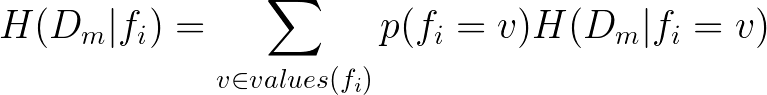 H(D_m|f_i) = \sum_{v \in values(f_i)} p(f_i = v)H(D_m|f_i = v)